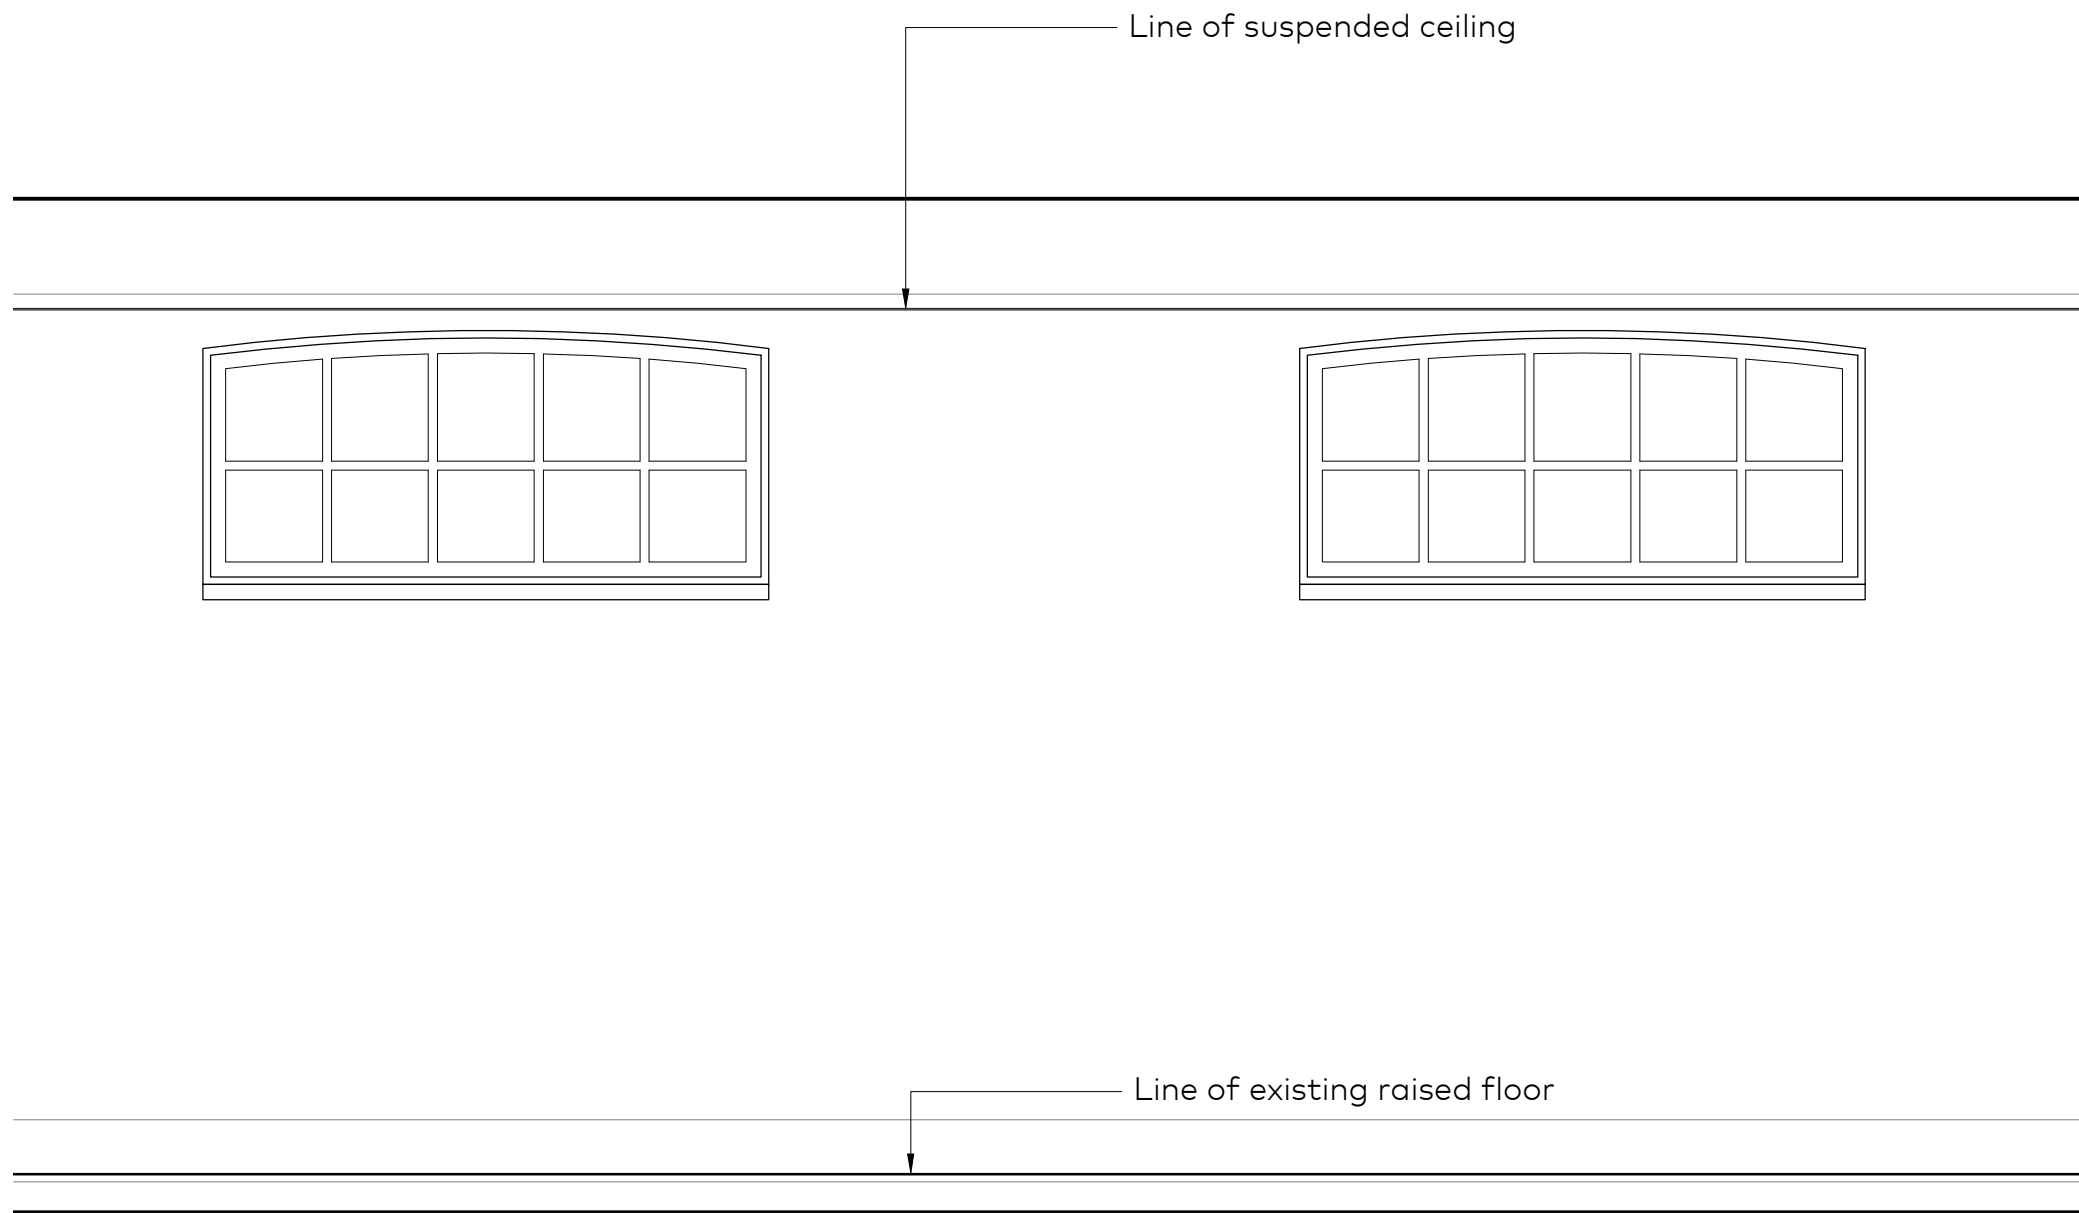 Line of suspended ceiling
Line of existing raised floor